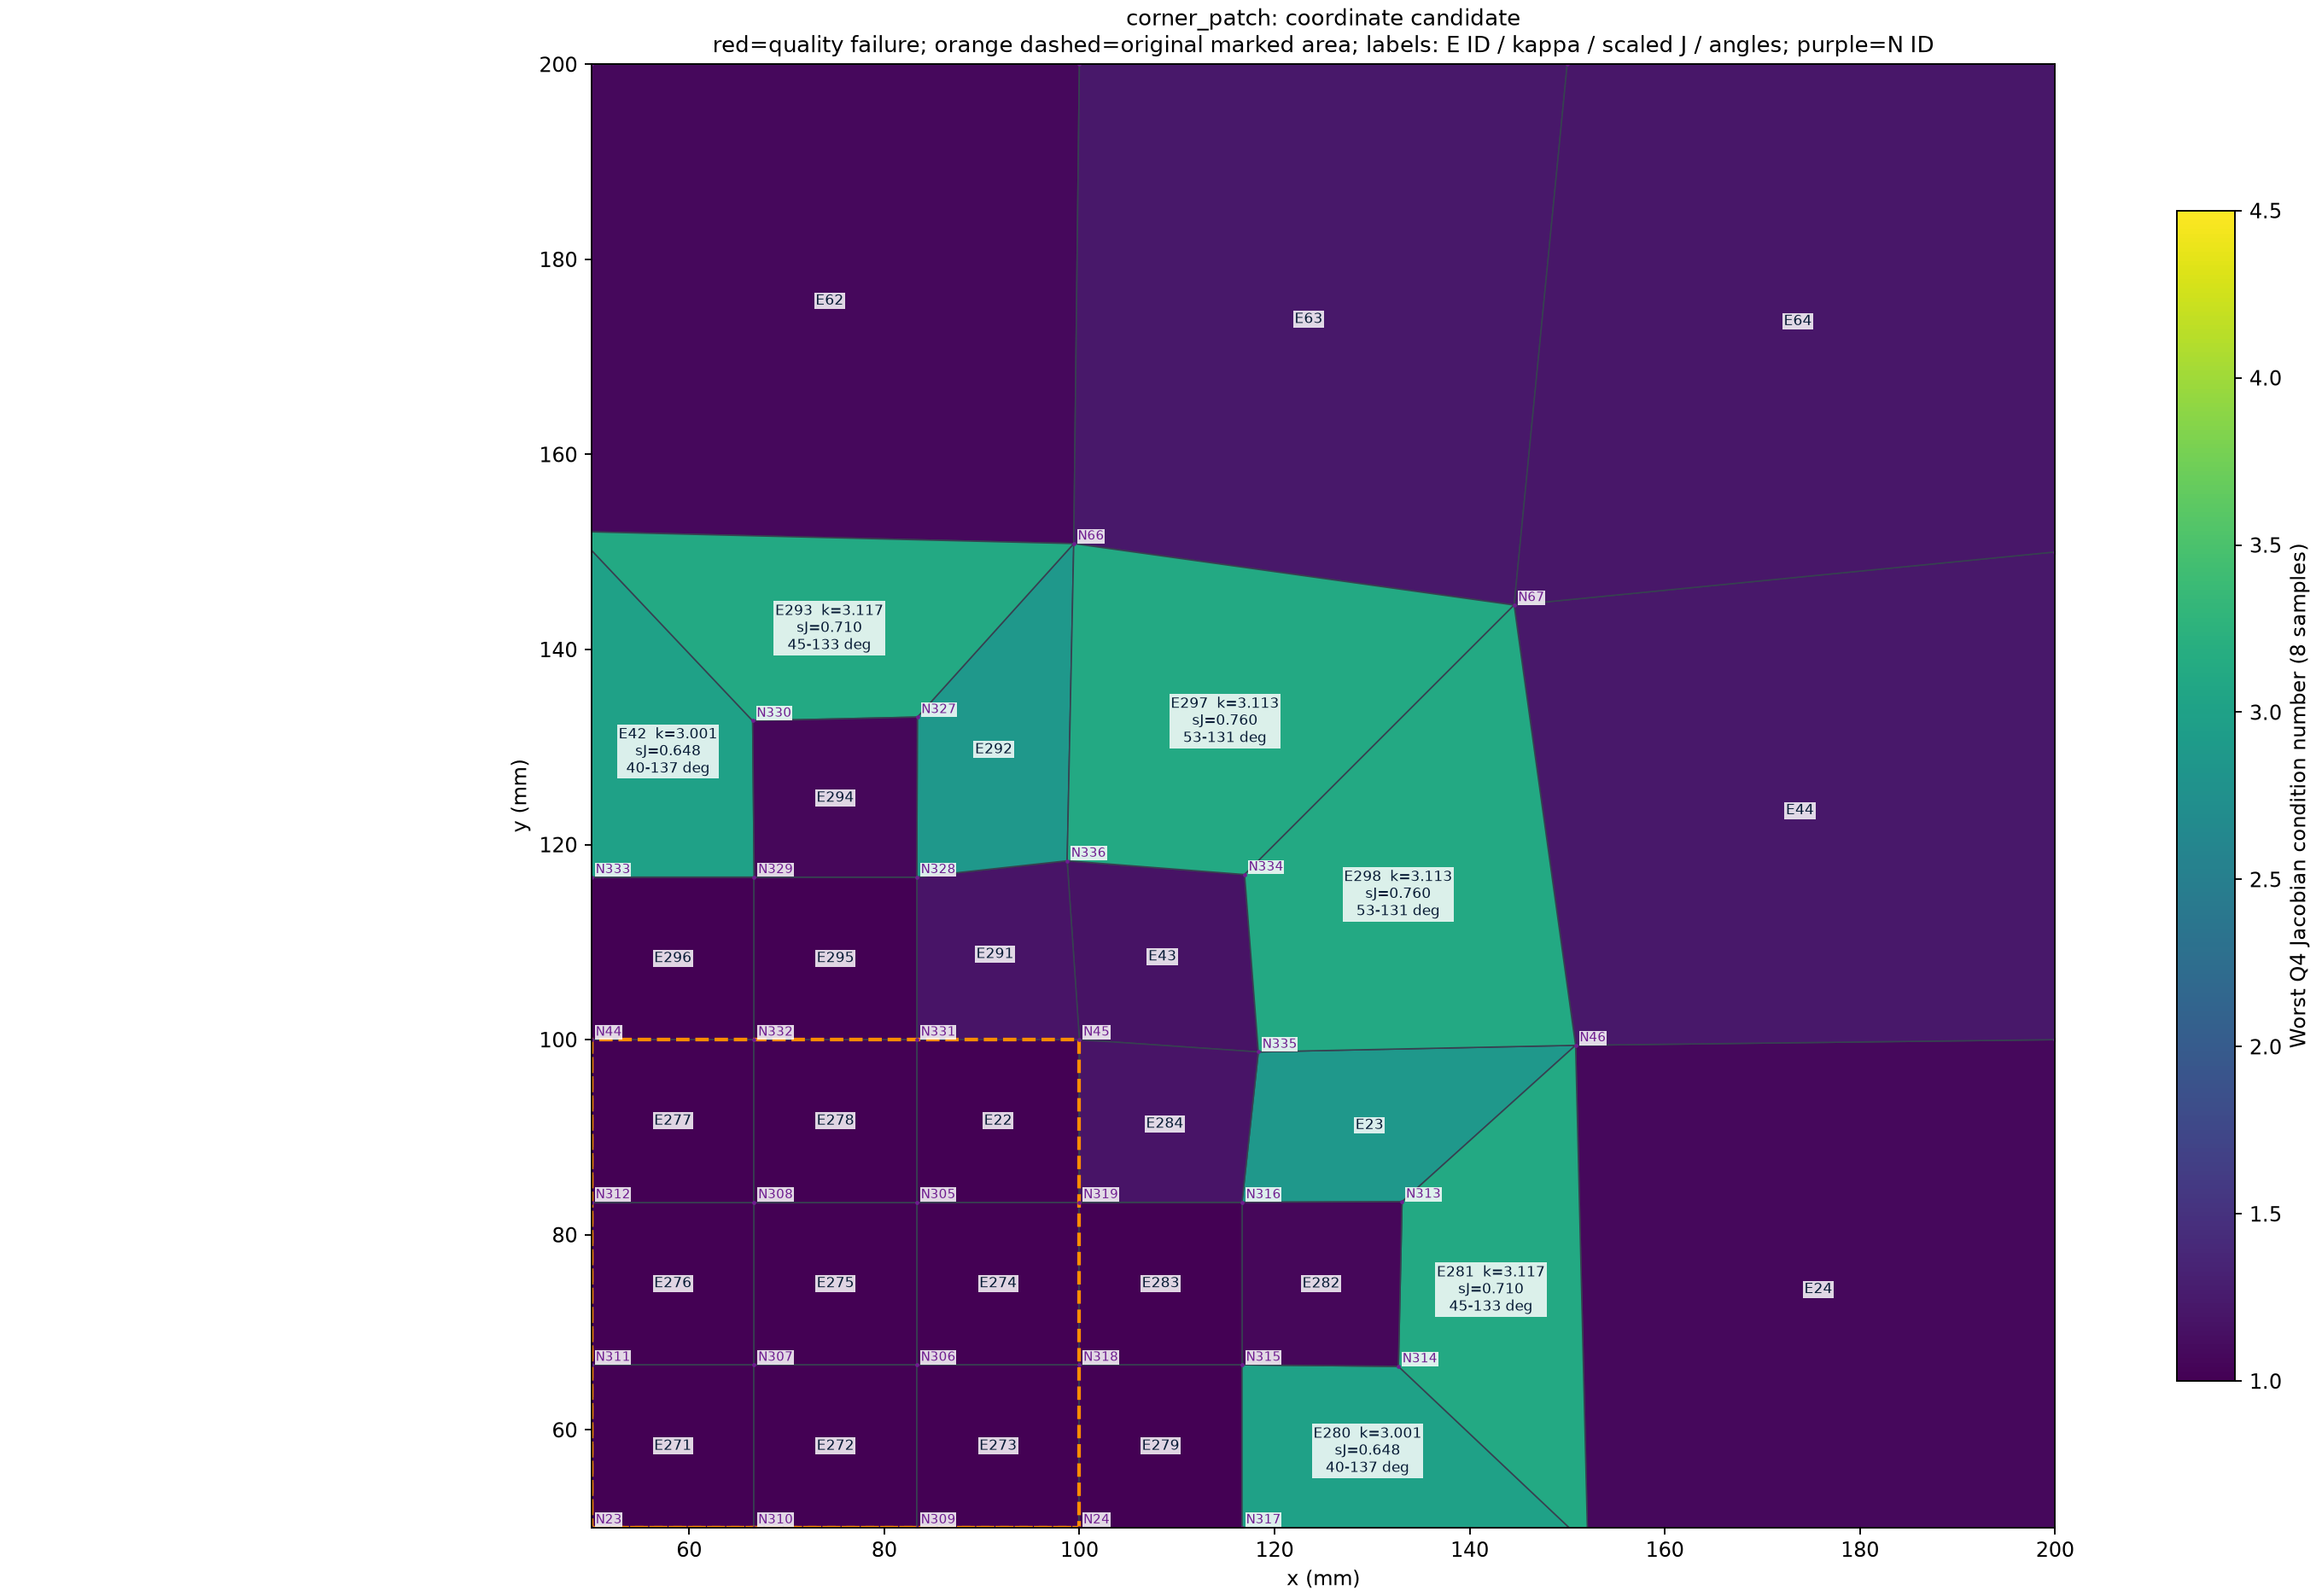 corner_patch: coordinate candidate
red=quality failure; orange dashed=original marked area; labels: E ID / kappa / scaled J / angles; purple=N ID
200
180
160
140
120
100
80
60
y (mm)
60
80
100
120
140
160
180
200
x (mm)
E62
E63
E64
N66
N67
E293 k=3.117
sJ=0.710
45-133 deg
E297 k=3.113
sJ=0.760
53-131 deg
N330
N327
E42 k=3.001
sJ=0.648
40-137 deg
E292
E294
E44
N336
N333
N329
N328
N334
E298 k=3.113
sJ=0.760
53-131 deg
E296
E295
E291
E43
N44
N332
N331
N45
N335
N46
E277
E278
E22
E284
E23
N312
N308
N305
N319
N316
N313
E276
E275
E274
E283
E282
E281 k=3.117
sJ=0.710
45-133 deg
E24
N311
N307
N306
N318
N315
N314
E271
E272
E273
E279
E280 k=3.001
sJ=0.648
40-137 deg
N23
N310
N309
N24
N317
4.5
4.0
3.5
3.0
2.5
2.0
1.5
1.0
Worst Q4 Jacobian condition number (8 samples)